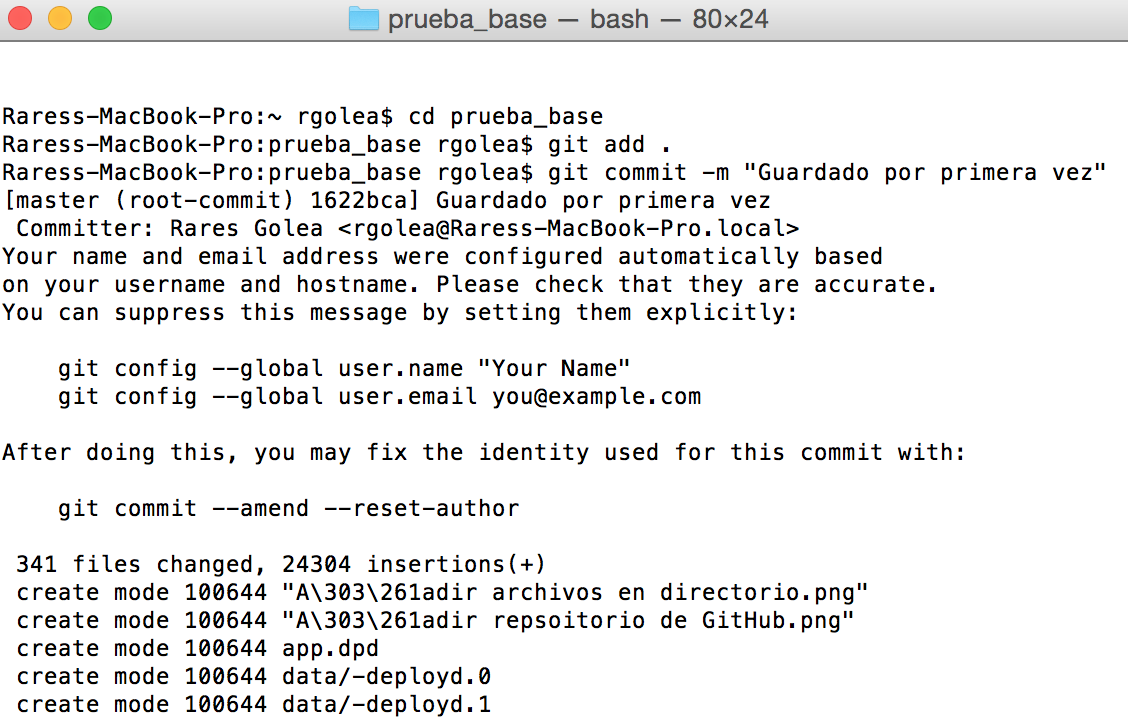 prueba_base — bash — 80×24
Raress-MacBook-Pro:~ rgolea$ cd prueba_base
Raress-MacBook-Pro:prueba_base rgolea$ git add .
Raress-MacBook-Pro:prueba_base rgolea$ git commit -m "Guardado por primera vez"
[master (root-commit) 1622bca] Guardado por primera vez
 Committer: Rares Golea <rgolea@Raress-MacBook-Pro.local>
Your name and email address were configured automatically based
on your username and hostname. Please check that they are accurate.
You can suppress this message by setting them explicitly:

    git config --global user.name "Your Name"
    git config --global user.email you@example.com

After doing this, you may fix the identity used for this commit with:

    git commit --amend --reset-author

 341 files changed, 24304 insertions(+)
 create mode 100644 "A\303\261adir archivos en directorio.png"
 create mode 100644 "A\303\261adir repsoitorio de GitHub.png"
 create mode 100644 app.dpd
 create mode 100644 data/-deployd.0
 create mode 100644 data/-deployd.1